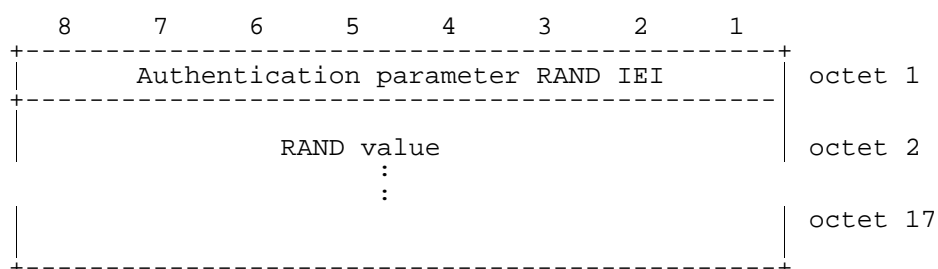 8 7 6 5 4 3 2 1
Authentication parameter RAND IEI octet 1
RAND value octet 2
:
:
octet 17